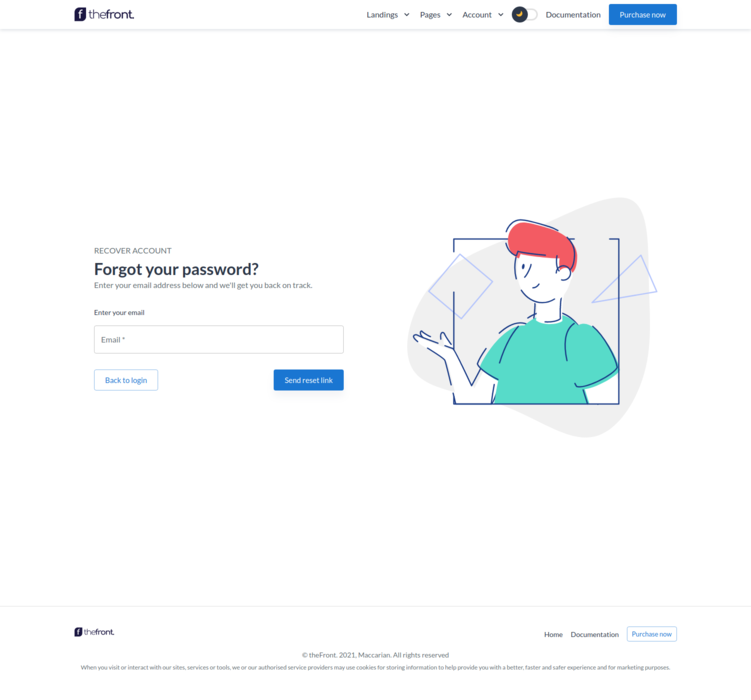 thefront.
Landings
Pages
Account
Documentation
Purchase now
RECOVER ACCOUNT
Forgot your password?
Enter your email address below and we'll get you back on track.
Enter your email
Email *
Back to login
Send reset link
thefront.
Home
Documentation
Purchase now
© theFront. 2021, Maccarian. All rights reserved
When you visit or interact with our sites, services or tools, we or our authorised service providers may use cookies for storing information to help provide you with a better, faster and safer experience and for marketing purposes.